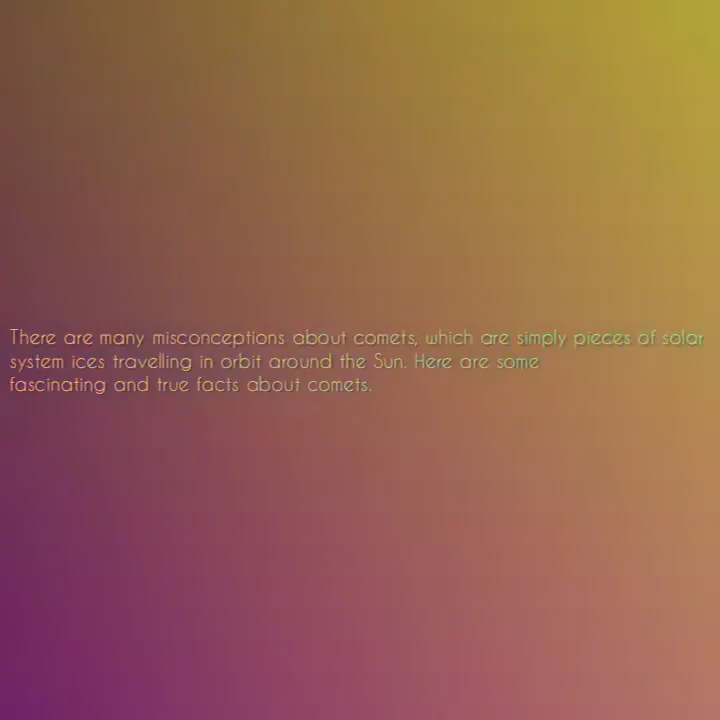 There are many misconceptions about comets, which are simply pieces of solar
system ices travelling in orbit around the Sun. Here are some
fascinating and true facts about comets.